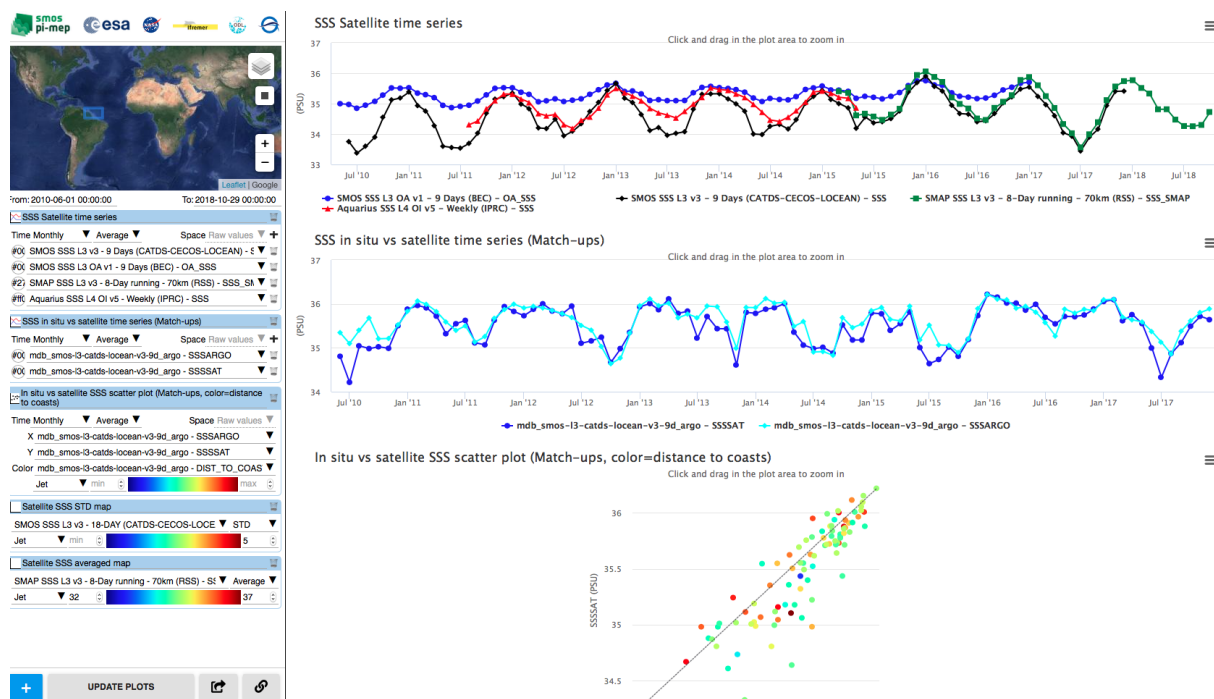 smos
pi-mep
esa
NASA
ifremer
ODL
+
−
Leaflet | Google
From: 2010-06-01 00:00:00 To: 2018-10-29 00:00:00
SSS Satellite time series
Time Monthly ▼ Average ▼ Space Raw values ▼ +
SMOS SSS L3 v3 - 9 Days (CATDS-CECOS-LOCEAN) - S ▼
SMOS SSS L3 OA v1 - 9 Days (BEC) - OA_SSS ▼
#27 SMAP SSS L3 v3 - 8-Day running - 70km (RSS) - SSS_SM ▼
#ff( Aquarius SSS L4 OI v5 - Weekly (IPRC) - SSS ▼
SSS in situ vs satellite time series (Match-ups)
Time Monthly ▼ Average ▼ Space Raw values ▼ +
mdb_smos-l3-catds-locean-v3-9d_argo - SSSARGO ▼
mdb_smos-l3-catds-locean-v3-9d_argo - SSSSAT ▼
In situ vs satellite SSS scatter plot (Match-ups, color=distance
to coasts)
Time Monthly ▼ Average ▼ Space Raw values ▼
X mdb_smos-l3-catds-locean-v3-9d_argo - SSSARGO ▼
Y mdb_smos-l3-catds-locean-v3-9d_argo - SSSSAT ▼
Color mdb_smos-l3-catds-locean-v3-9d_argo - DIST_TO_COAS ▼
Jet ▼ min max
Satellite SSS STD map
SMOS SSS L3 v3 - 18-DAY (CATDS-CECOS-LOCE ▼ STD ▼
Jet ▼ min 5
Satellite SSS averaged map
SMAP SSS L3 v3 - 8-Day running - 70km (RSS) - S ▼ Average ▼
Jet ▼ 32 37
+ UPDATE PLOTS
SSS Satellite time series
Click and drag in the plot area to zoom in
37
36
35
34
33
(PSU)
Jul '10 Jan '11 Jul '11 Jan '12 Jul '12 Jan '13 Jul '13 Jan '14 Jul '14 Jan '15 Jul '15 Jan '16 Jul '16 Jan '17 Jul '17 Jan '18 Jul '18
SMOS SSS L3 OA v1 - 9 Days (BEC) - OA_SSS SMOS SSS L3 v3 - 9 Days (CATDS-CECOS-LOCEAN) - SSS SMAP SSS L3 v3 - 8-Day running - 70km (RSS) - SSS_SMAP
Aquarius SSS L4 OI v5 - Weekly (IPRC) - SSS
SSS in situ vs satellite time series (Match-ups)
Click and drag in the plot area to zoom in
37
36
35
34
(PSU)
Jul '10 Jan '11 Jul '11 Jan '12 Jul '12 Jan '13 Jul '13 Jan '14 Jul '14 Jan '15 Jul '15 Jan '16 Jul '16 Jan '17 Jul '17
mdb_smos-l3-catds-locean-v3-9d_argo - SSSSAT mdb_smos-l3-catds-locean-v3-9d_argo - SSSARGO
In situ vs satellite SSS scatter plot (Match-ups, color=distance to coasts)
Click and drag in the plot area to zoom in
36
35.5
35
34.5
SSSSAT (PSU)